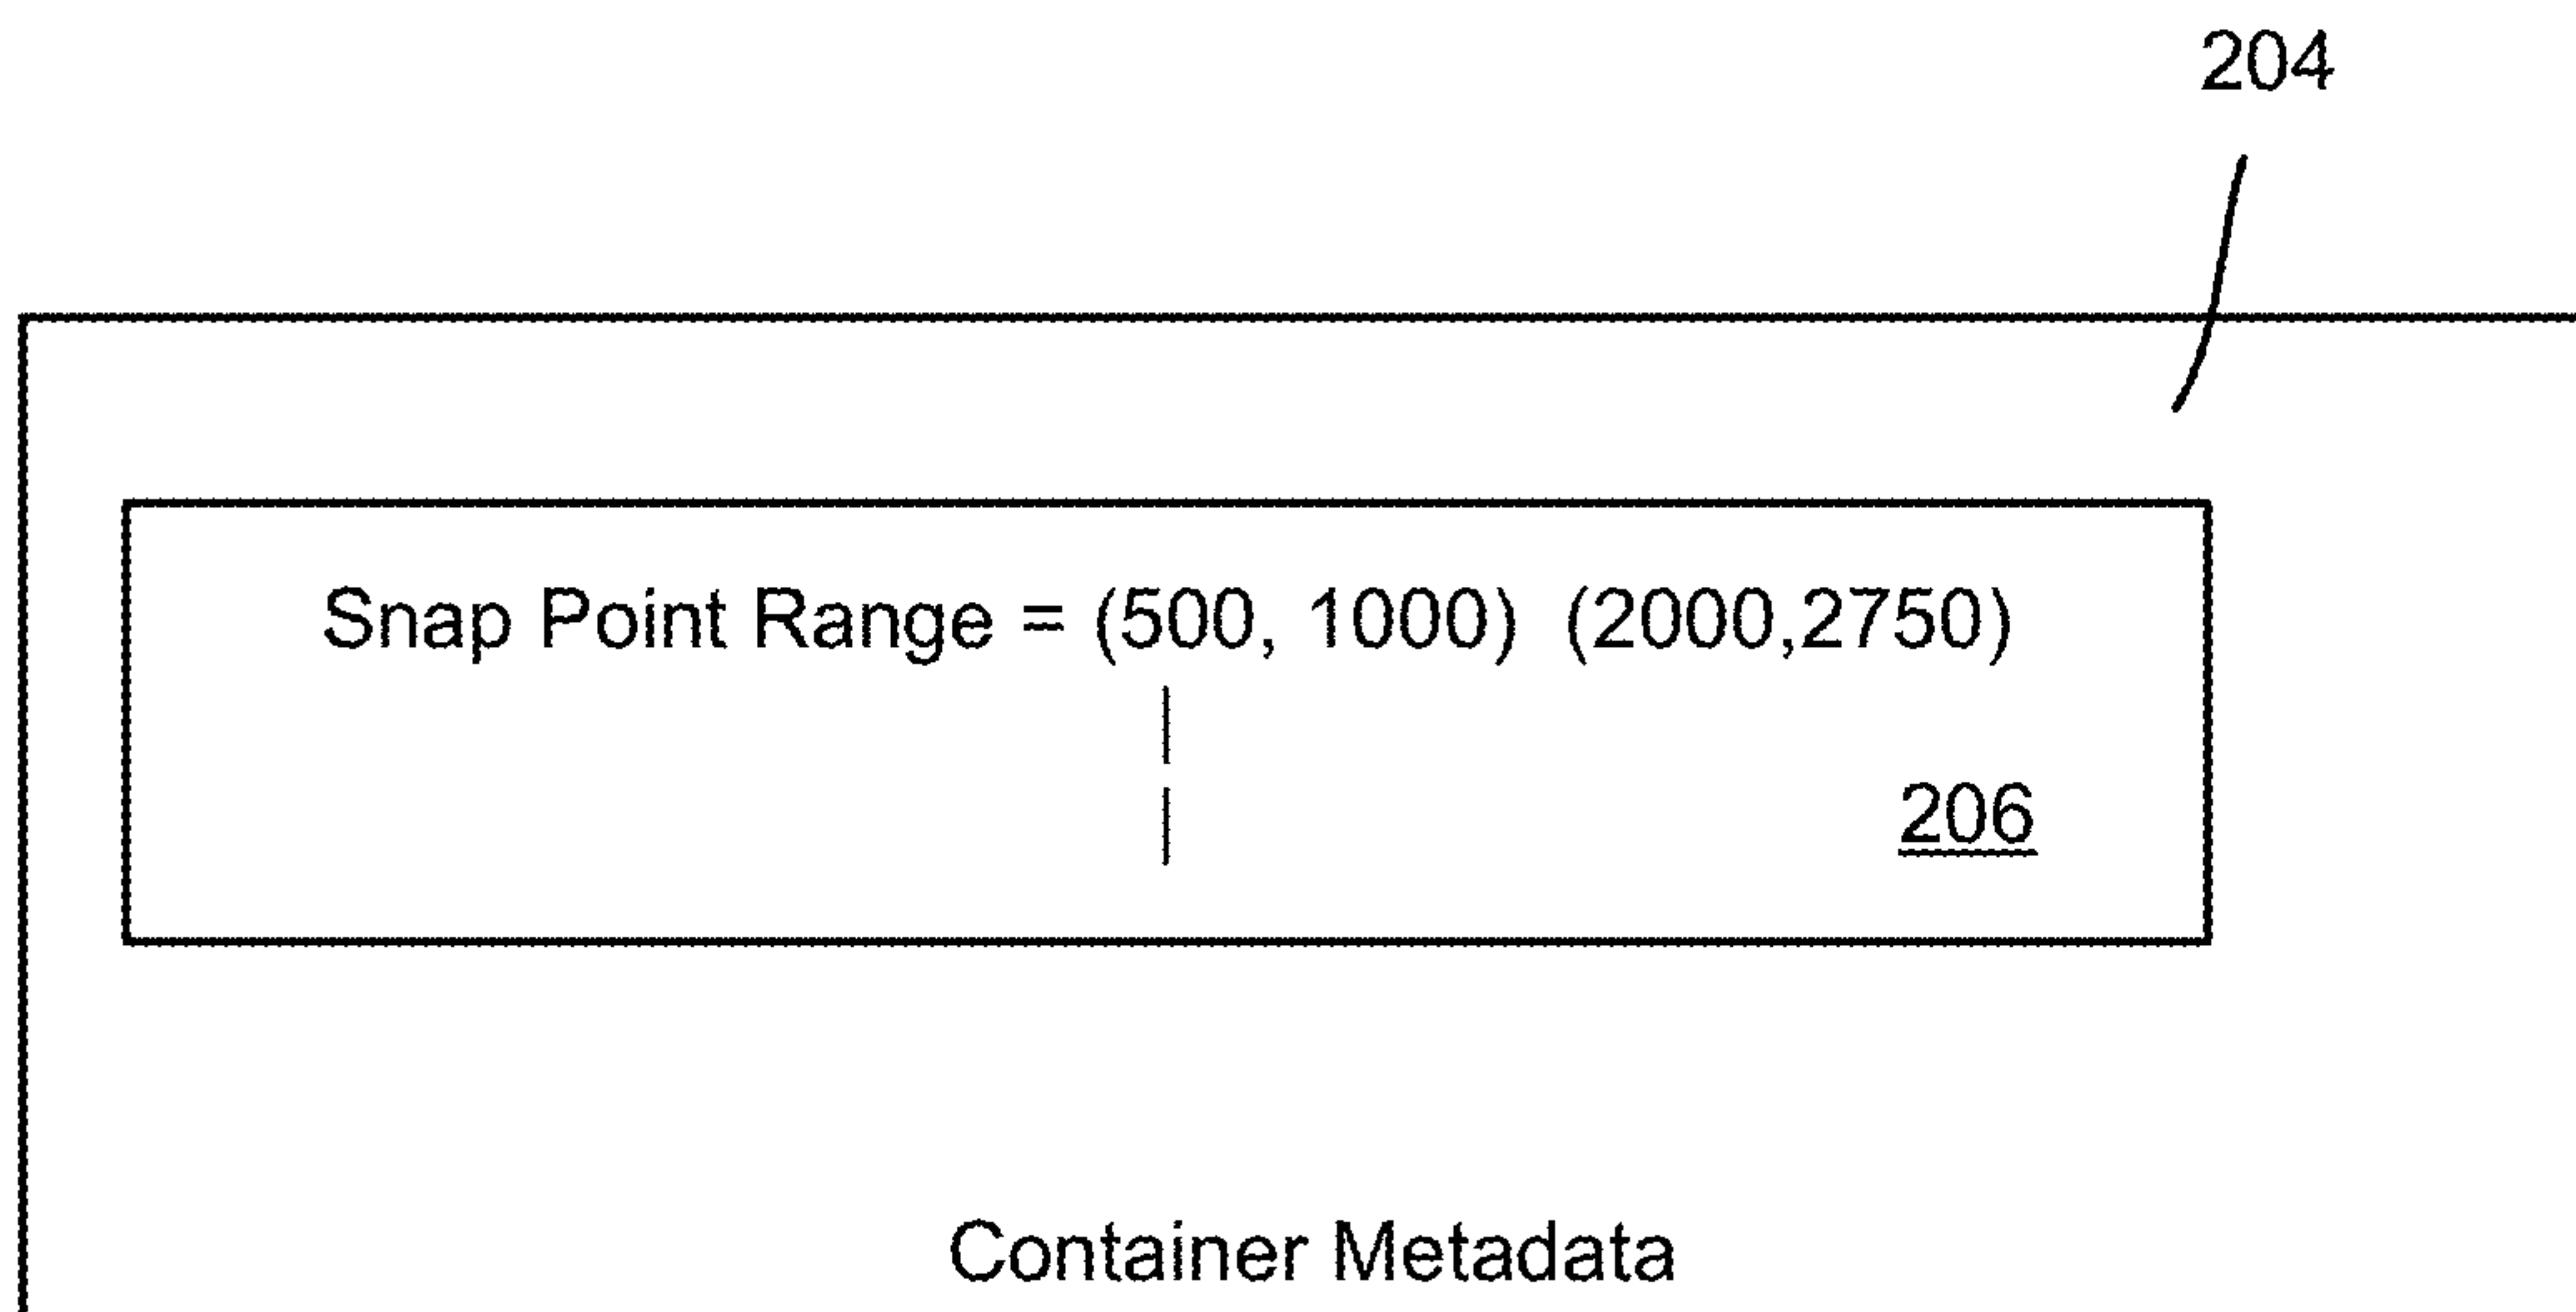 204
Snap Point Range = (500, 1000) (2000,2750)
206
Container Metadata